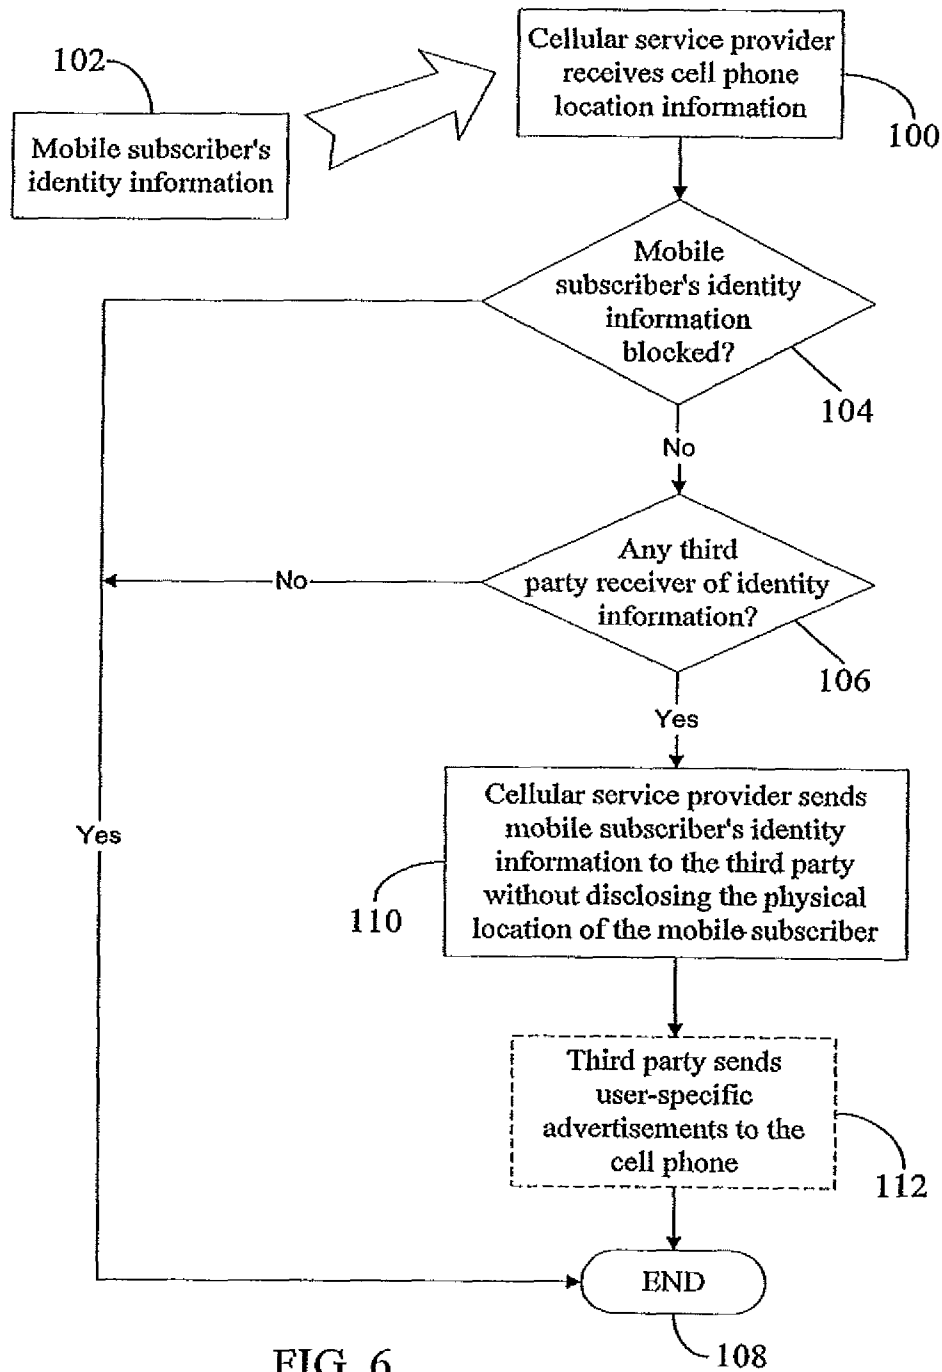 102
Mobile subscriber's
identity information
Cellular service provider
receives cell phone
location information
100
Mobile
subscriber's identity
information
blocked?
104
No
Any third
party receiver of identity
information?
106
No
Yes
Yes
Cellular service provider sends
mobile subscriber's identity
information to the third party
without disclosing the physical
location of the mobile subscriber
110
Third party sends
user-specific
advertisements to the
cell phone
112
END
108
FIG. 6